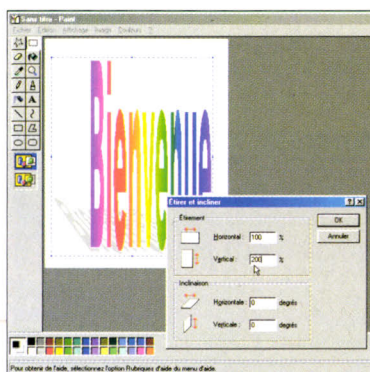 Sans titre - Paint
Fichier Edition Affichage Image Couleurs ?
A
Bienvenue
Étirer et incliner
Étirement
Horizontal : 100 %
Vertical : 200 %
Inclinaison
Horizontale : 0 degrés
Verticale : 0 degrés
OK
Annuler
Pour obtenir de l'aide, sélectionnez l'option Rubriques d'aide du menu d'aide.